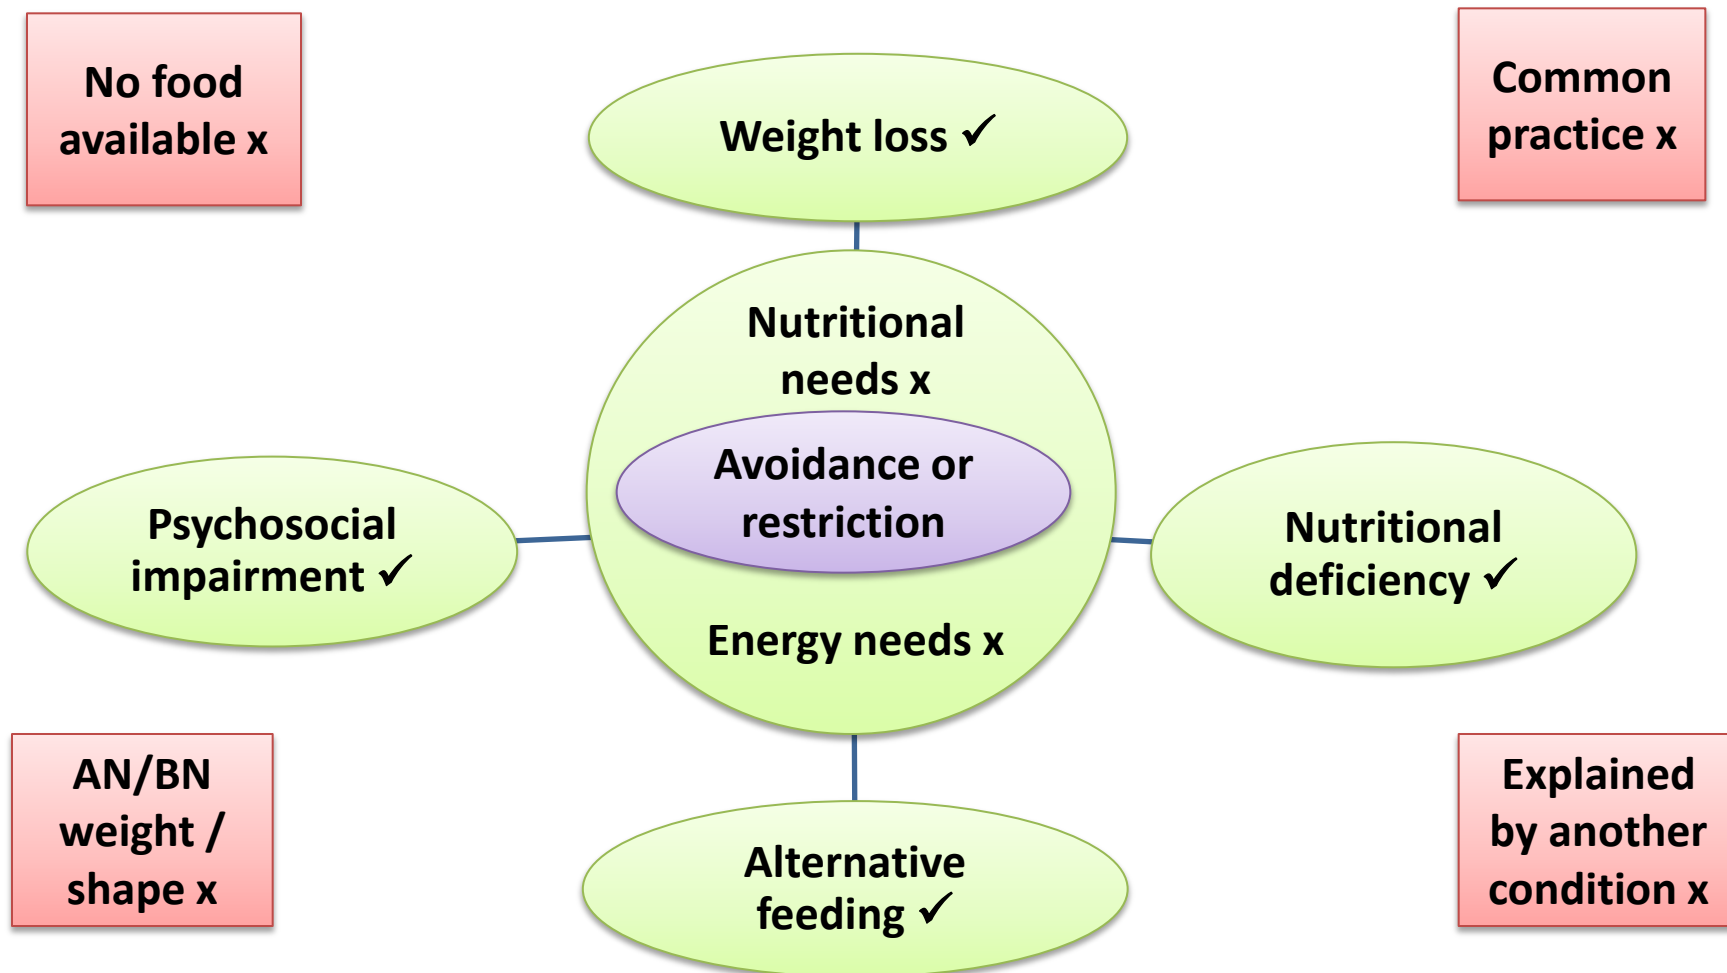 No food
available x
Weight loss ✓
Common
practice x
Nutritional
needs x
Avoidance or
restriction
Energy needs x
Psychosocial
impairment ✓
Nutritional
deficiency ✓
AN/BN
weight /
shape x
Alternative
feeding ✓
Explained
by another
condition x